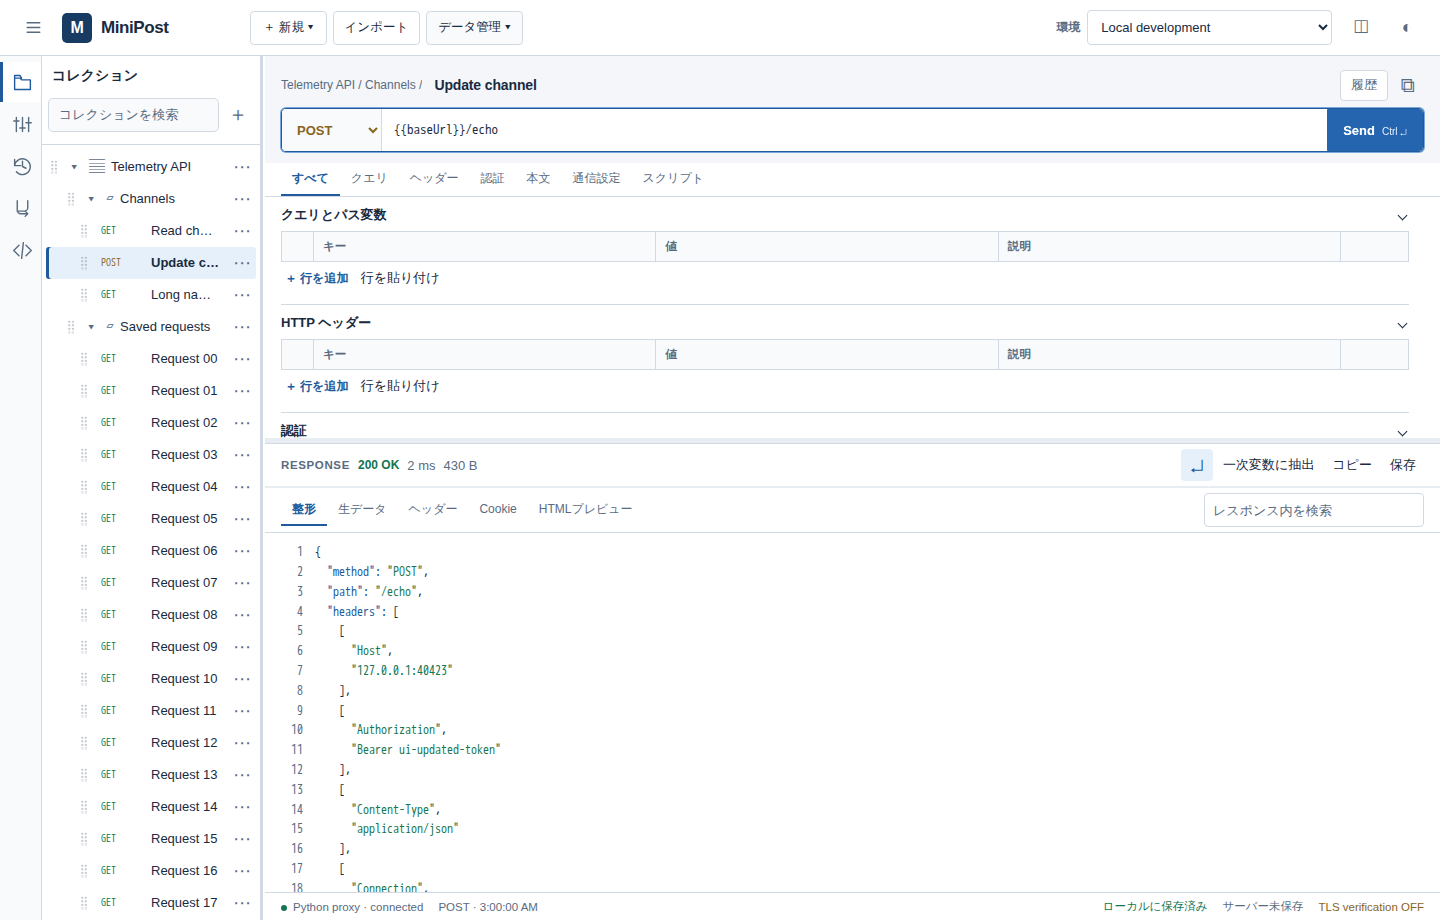 M MiniPost ＋ 新規 ▾ インポート データ管理 ▾ 環境 Local development
コレクション
コレクションを検索 ＋
Telemetry API ···
Channels ···
GET Read ch… ···
POST Update c… ···
GET Long na… ···
Saved requests ···
GET Request 00 ···
GET Request 01 ···
GET Request 02 ···
GET Request 03 ···
GET Request 04 ···
GET Request 05 ···
GET Request 06 ···
GET Request 07 ···
GET Request 08 ···
GET Request 09 ···
GET Request 10 ···
GET Request 11 ···
GET Request 12 ···
GET Request 13 ···
GET Request 14 ···
GET Request 15 ···
GET Request 16 ···
GET Request 17 ···
Telemetry API / Channels / Update channel 履歴
POST {{baseUrl}}/echo Send Ctrl ↵
すべて クエリ ヘッダー 認証 本文 通信設定 スクリプト
クエリとパス変数
キー 値 説明
+ 行を追加 行を貼り付け
HTTP ヘッダー
キー 値 説明
+ 行を追加 行を貼り付け
認証
RESPONSE 200 OK 2 ms 430 B 一次変数に抽出 コピー 保存
整形 生データ ヘッダー Cookie HTMLプレビュー レスポンス内を検索
1 {
2 "method": "POST",
3 "path": "/echo",
4 "headers": [
5 [
6 "Host",
7 "127.0.0.1:40423"
8 ],
9 [
10 "Authorization",
11 "Bearer ui-updated-token"
12 ],
13 [
14 "Content-Type",
15 "application/json"
16 ],
17 [
18 "Connection",
Python proxy · connected POST · 3:00:00 AM ローカルに保存済み サーバー未保存 TLS verification OFF